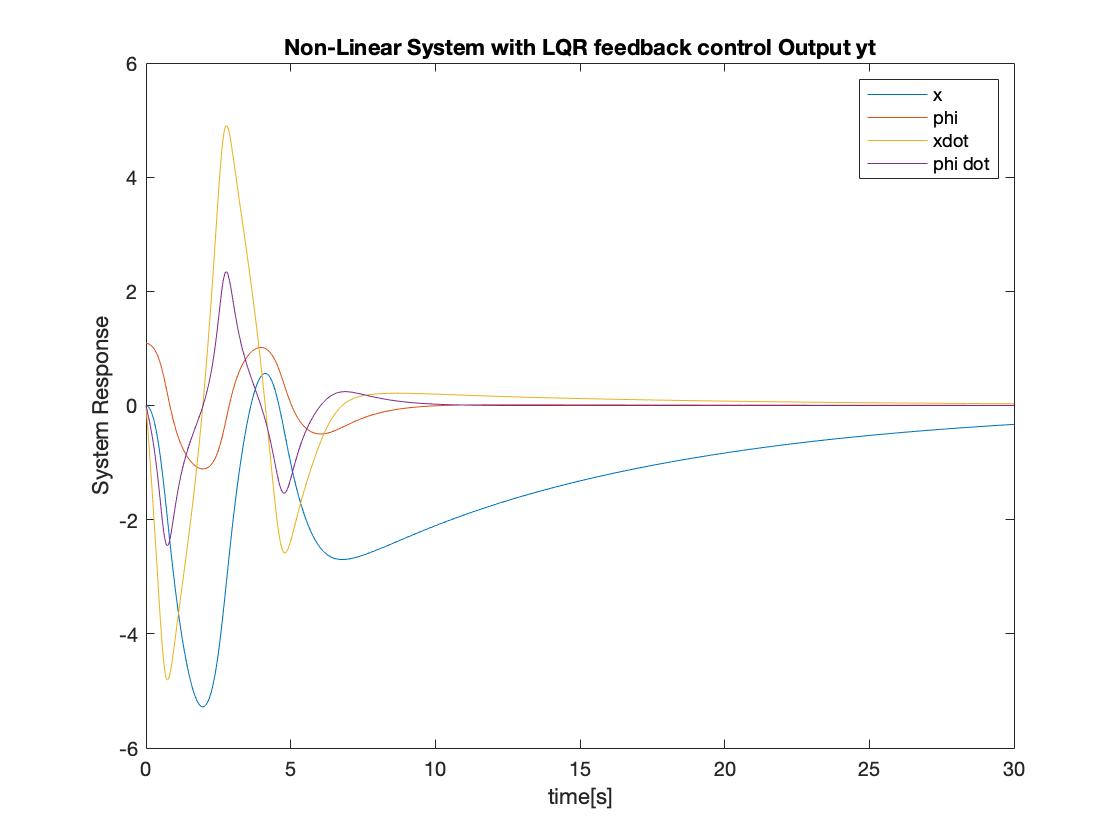 Non-Linear System with LQR feedback control Output yt
x
phi
xdot
phi dot
System Response
6
4
2
0
-2
-4
-6
0 5 10 15 20 25 30
time[s]